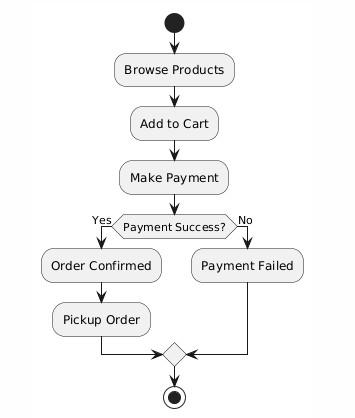 Browse Products
Add to Cart
Make Payment
Yes
Payment Success?
No
Order Confirmed
Payment Failed
Pickup Order